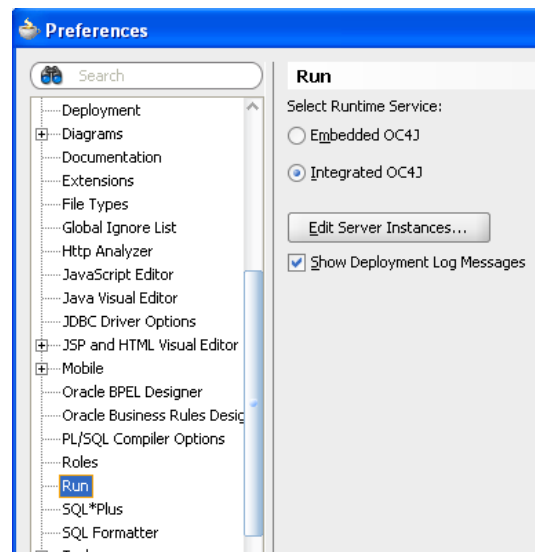 Preferences
Search
Deployment
Diagrams
Documentation
Extensions
File Types
Global Ignore List
Http Analyzer
JavaScript Editor
Java Visual Editor
JDBC Driver Options
JSP and HTML Visual Editor
Mobile
Oracle BPEL Designer
Oracle Business Rules Desig
PL/SQL Compiler Options
Roles
Run
SQL*Plus
SQL Formatter
Run
Select Runtime Service:
Embedded OC4J
Integrated OC4J
Edit Server Instances...
Show Deployment Log Messages